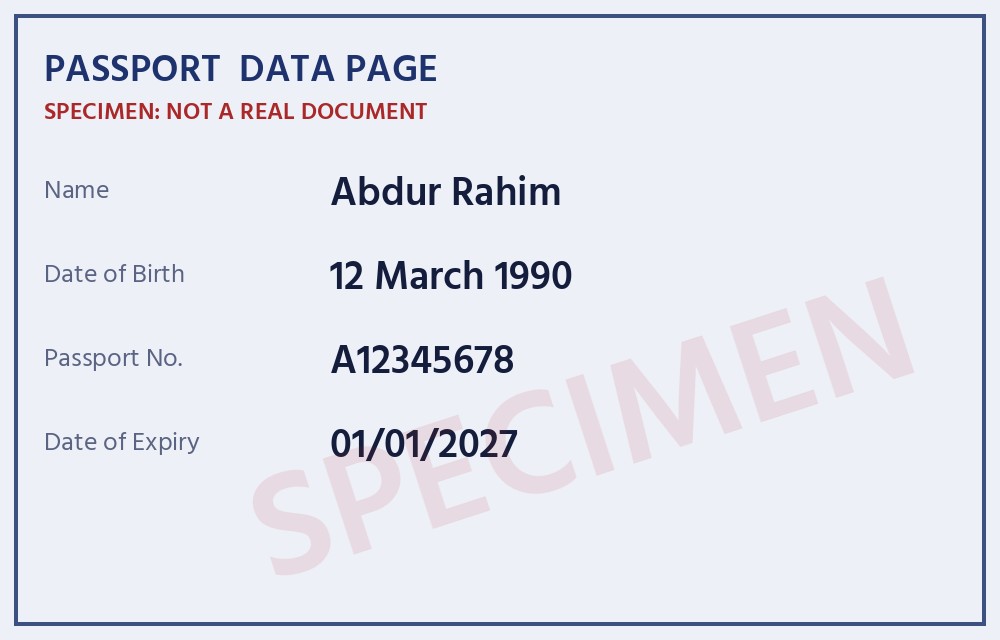 PASSPORT DATA PAGE
SPECIMEN: NOT A REAL DOCUMENT
Name Abdur Rahim
Date of Birth 12 March 1990
Passport No. A12345678
Date of Expiry 01/01/2027
SPECIMEN